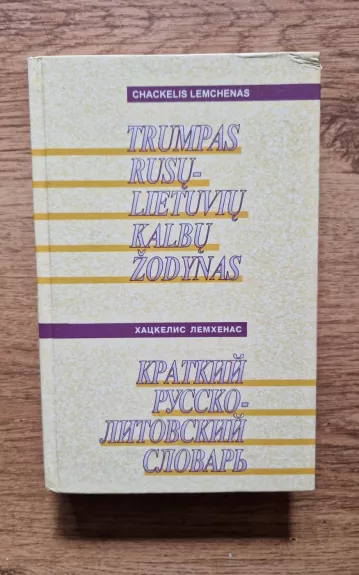 CHACKELIS LEMCHENAS
TRUMPAS
RUSŲ-
LIETUVIŲ
KALBŲ
ŽODYNAS
ХАЦКЕЛИС ЛЕМХЕНАС
КРАТКИЙ
РУССКО-
ЛИТОВСКИЙ
СЛОВАРЬ